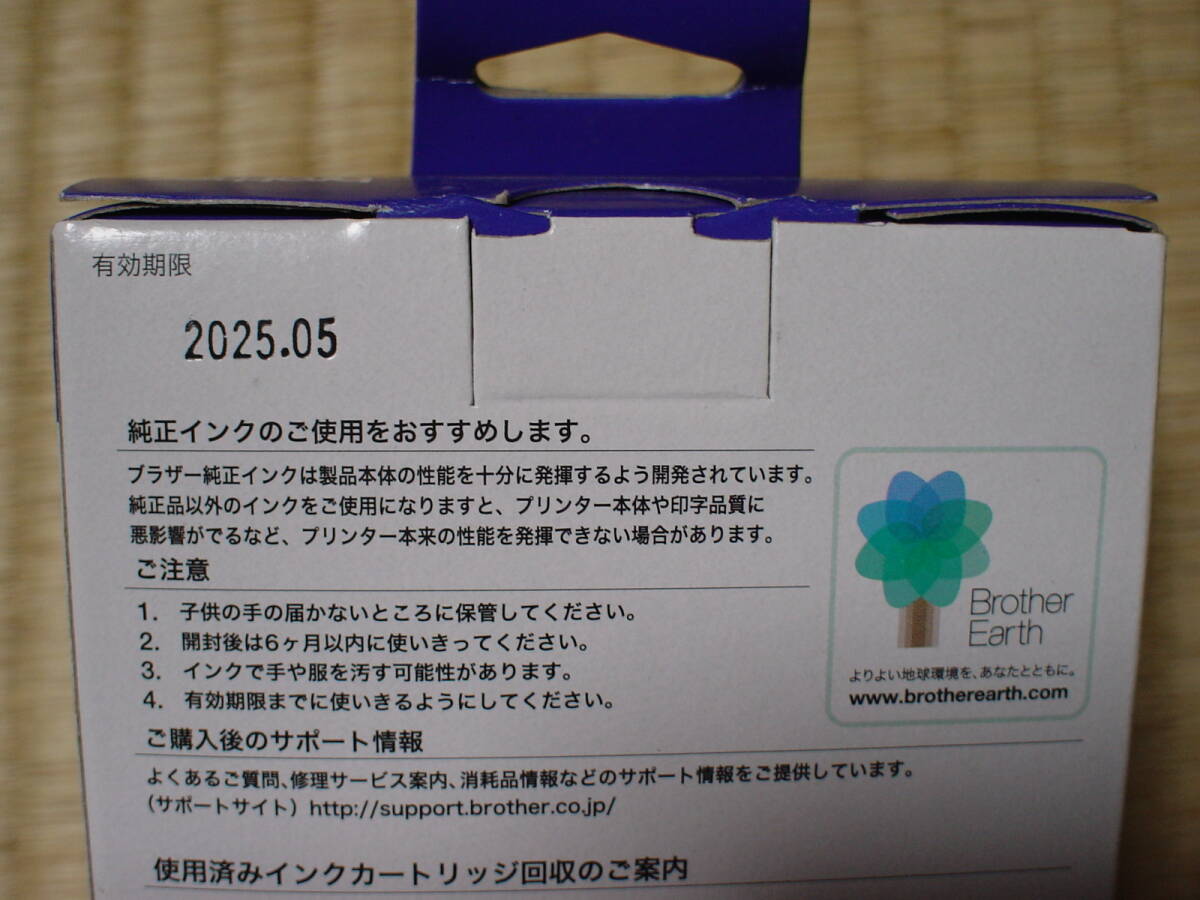 有効期限
2025.05
純正インクのご使用をおすすめします。
ブラザー純正インクは製品本体の性能を十分に発揮するよう開発されています。
純正品以外のインクをご使用になりますと、プリンター本体や印字品質に
悪影響がでるなど、プリンター本来の性能を発揮できない場合があります。
ご注意
1. 子供の手の届かないところに保管してください。
2. 開封後は6ヶ月以内に使いきってください。
3. インクで手や服を汚す可能性があります。
4. 有効期限までに使いきるようにしてください。
Brother
Earth
よりよい地球環境を、あなたとともに。
www.brotherearth.com
ご購入後のサポート情報
よくあるご質問、修理サービス案内、消耗品情報などのサポート情報をご提供しています。
（サポートサイト）http://support.brother.co.jp/
使用済みインクカートリッジ回収のご案内